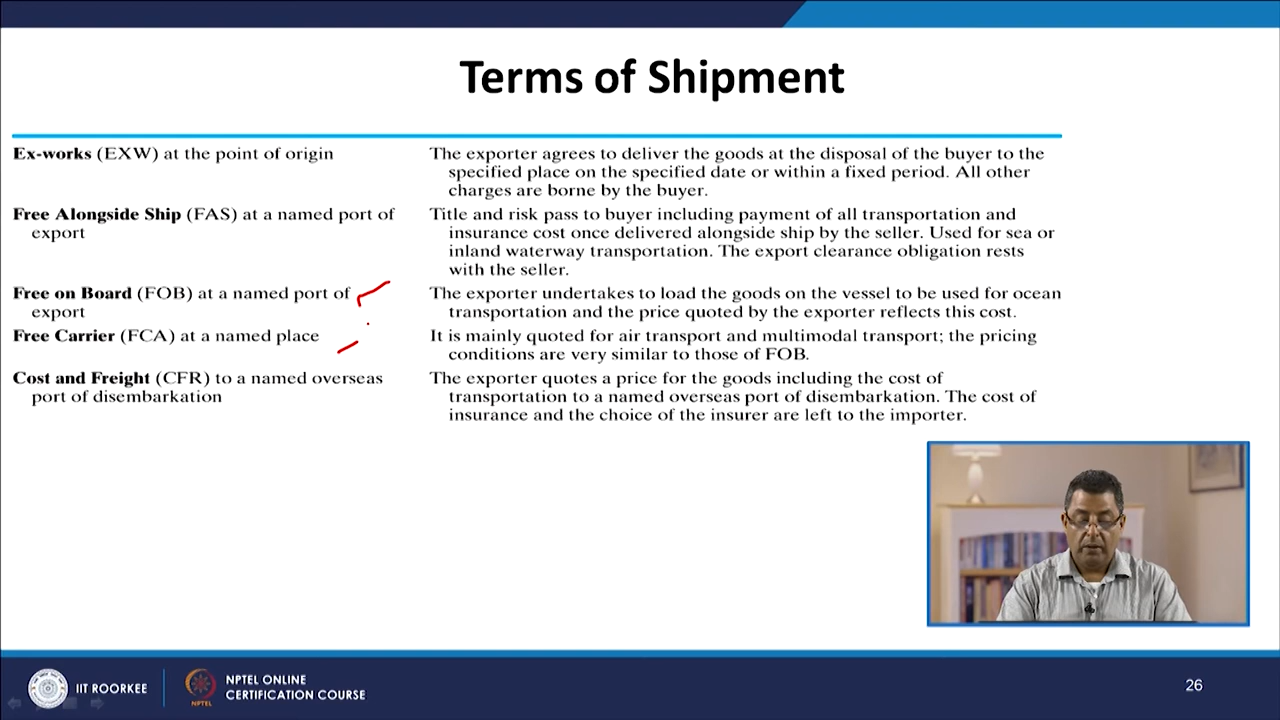 Terms of Shipment
Ex-works (EXW) at the point of origin
The exporter agrees to deliver the goods at the disposal of the buyer to the
specified place on the specified date or within a fixed period. All other
charges are borne by the buyer.
Free Alongside Ship (FAS) at a named port of
export
Title and risk pass to buyer including payment of all transportation and
insurance cost once delivered alongside ship by the seller. Used for sea or
inland waterway transportation. The export clearance obligation rests
with the seller.
Free on Board (FOB) at a named port of
export
The exporter undertakes to load the goods on the vessel to be used for ocean
transportation and the price quoted by the exporter reflects this cost.
Free Carrier (FCA) at a named place
It is mainly quoted for air transport and multimodal transport; the pricing
conditions are very similar to those of FOB.
Cost and Freight (CFR) to a named overseas
port of disembarkation
The exporter quotes a price for the goods including the cost of
transportation to a named overseas port of disembarkation. The cost of
insurance and the choice of the insurer are left to the importer.
IIT ROORKEE
NPTEL
NPTEL ONLINE
CERTIFICATION COURSE
26